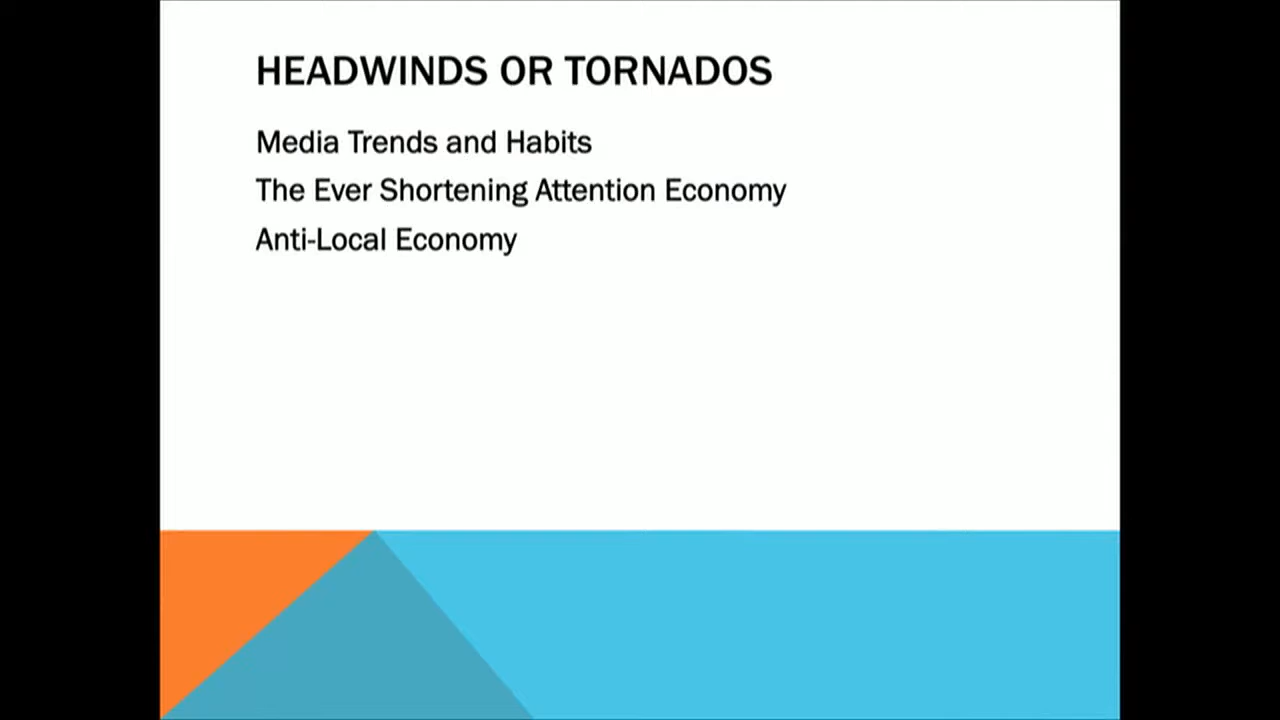 HEADWINDS OR TORNADOS
Media Trends and Habits
The Ever Shortening Attention Economy
Anti-Local Economy